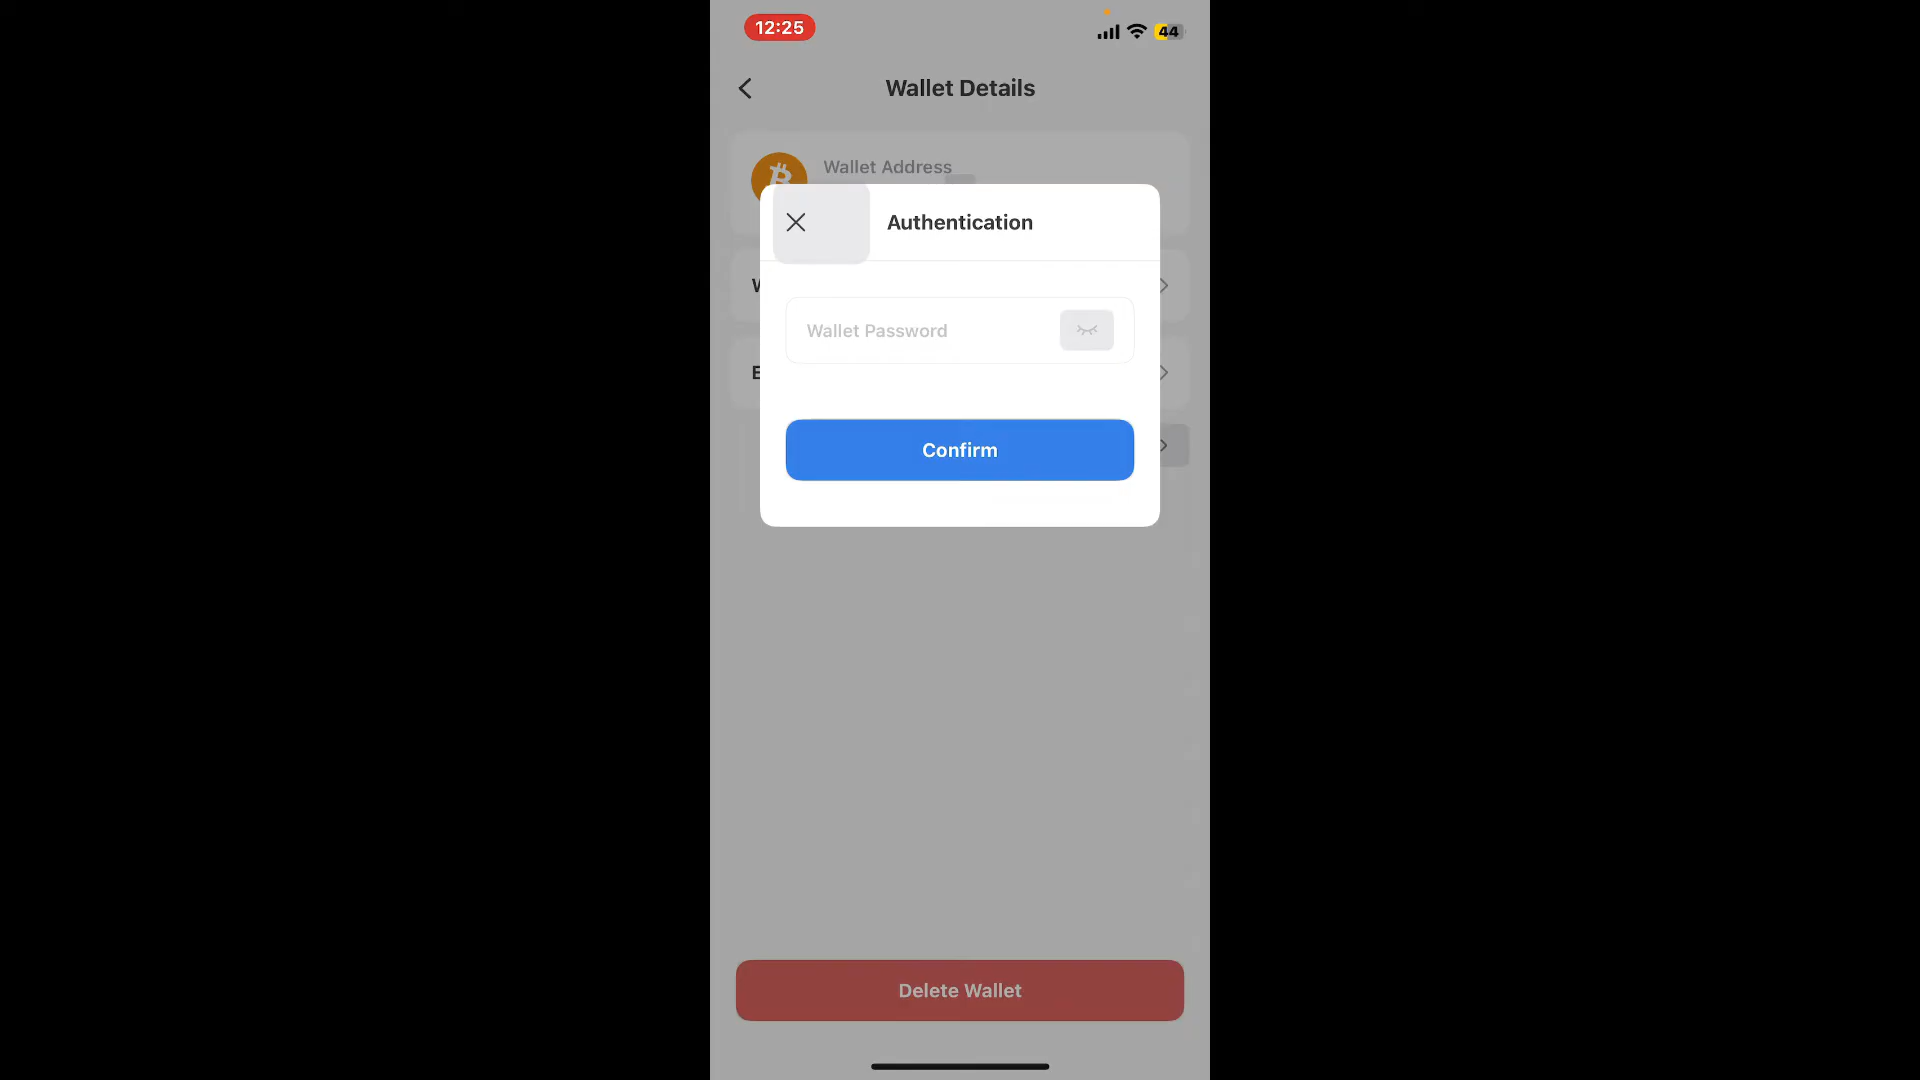 12:25
44
Wallet Details
Wallet Address
Authentication
Wallet Password
Confirm
Delete Wallet